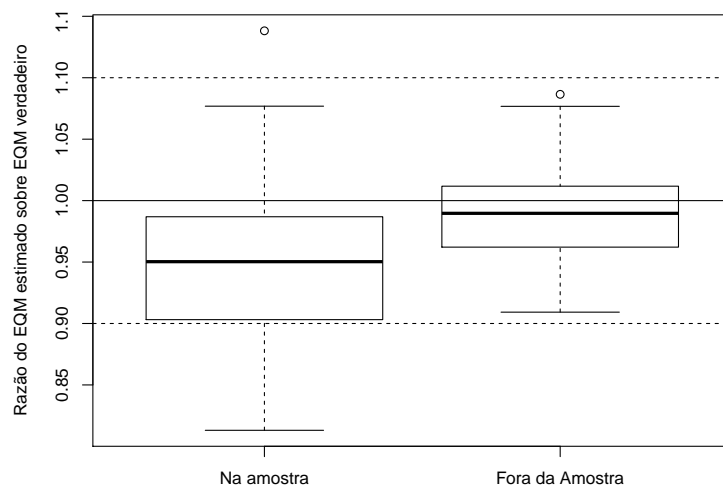 Razão do EQM estimado sobre EQM verdadeiro
1.1
1.10
1.05
1.00
0.95
0.90
0.85
Na amostra
Fora da Amostra